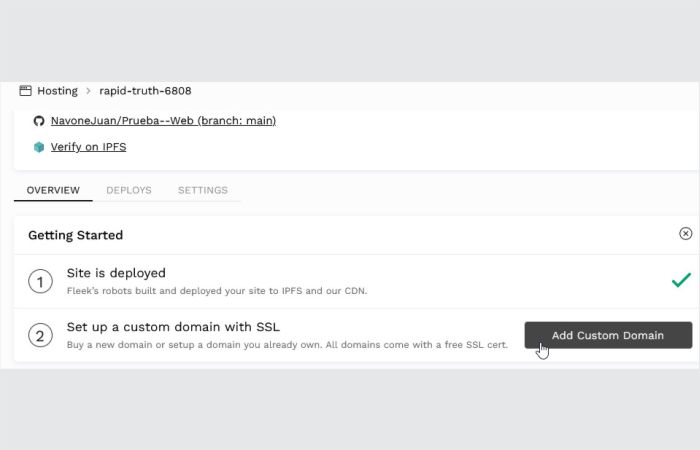 Hosting > rapid-truth-6808
NavoneJuan/Prueba--Web (branch: main)
Verify on IPFS
OVERVIEW DEPLOYS SETTINGS
Getting Started
1 Site is deployed
Fleek's robots built and deployed your site to IPFS and our CDN.
2 Set up a custom domain with SSL
Buy a new domain or setup a domain you already own. All domains come with a free SSL cert.
Add Custom Domain